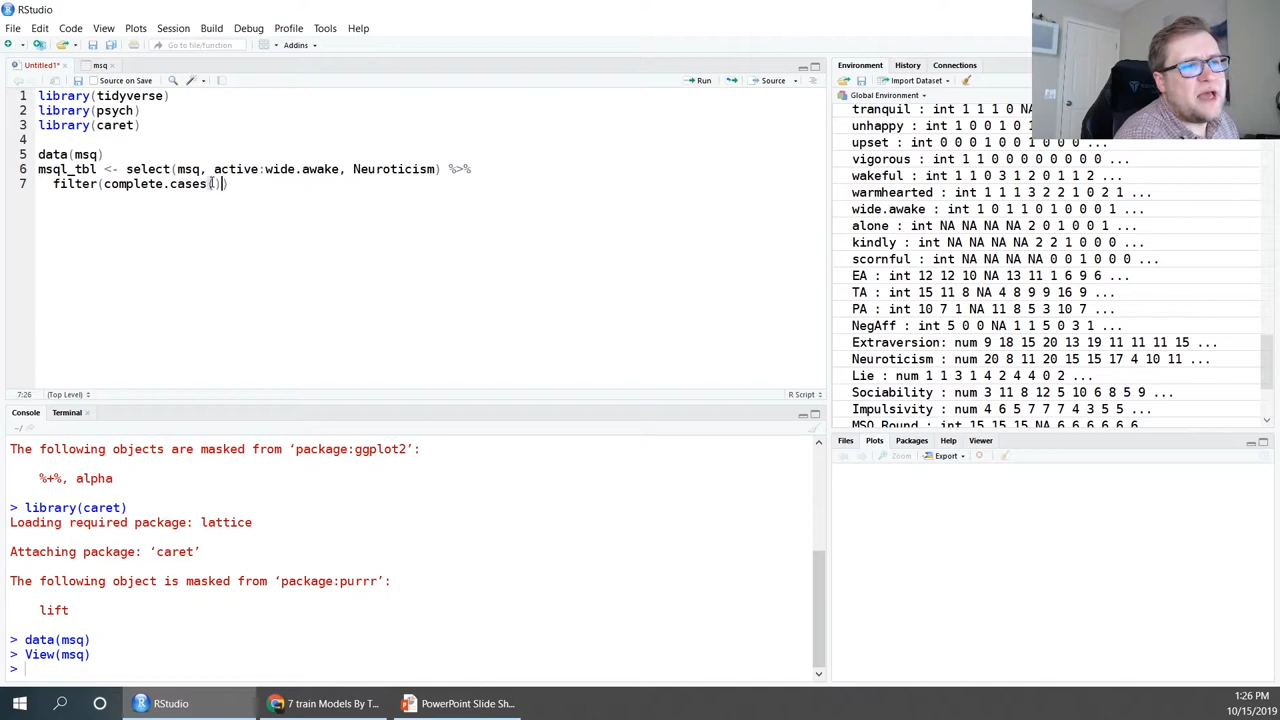 RStudio
File Edit Code View Plots Session Build Debug Profile Tools Help
Go to file/function
Addins
Untitled1* msq
Source on Save
Run
Source
1 library(tidyverse)
2 library(psych)
3 library(caret)
4
5 data(msq)
6 msql_tbl <- select(msq, active:wide.awake, Neuroticism) %>%
7 filter(complete.cases())
7:26 (Top Level)
R Script
Console Terminal
~/
The following objects are masked from ‘package:ggplot2’:
%+%, alpha
> library(caret)
Loading required package: lattice
Attaching package: ‘caret’
The following object is masked from ‘package:purrr’:
lift
> data(msq)
> View(msq)
>
Environment History Connections
Import Dataset
Global Environment
tranquil : int 1 1 1 0 NA
unhappy : int 1 0 0 1 0 1
upset : int 0 0 0 1 0
vigorous : int 1 0 0 0 0 0 0 0 0 0 ...
wakeful : int 1 1 0 3 1 2 0 1 1 2 ...
warmhearted : int 1 1 1 3 2 2 1 0 2 1 ...
wide.awake : int 1 0 1 1 0 1 0 0 0 1 ...
alone : int NA NA NA NA 2 0 1 0 0 1 ...
kindly : int NA NA NA NA 2 2 1 0 0 0 ...
scornful : int NA NA NA NA 0 0 1 0 0 0 ...
EA : int 12 12 10 NA 13 11 1 6 9 6 ...
TA : int 15 11 8 NA 4 8 9 9 16 9 ...
PA : int 10 7 1 NA 11 8 5 3 10 7 ...
NegAff : int 5 0 0 NA 1 1 5 0 3 1 ...
Extraversion: num 9 18 15 20 13 19 11 11 11 15 ...
Neuroticism : num 20 8 11 20 15 15 17 4 10 11 ...
Lie : num 1 1 3 1 4 2 4 4 0 2 ...
Sociability : num 3 11 8 12 5 10 6 8 5 9 ...
Impulsivity : num 4 6 5 7 7 7 4 3 5 5 ...
MSQ_Round : int 15 15 15 NA 6 6 6 6 6 6
Files Plots Packages Help Viewer
Zoom Export
RStudio
7 train Models By T...
PowerPoint Slide Sh...
1:26 PM
10/15/2019